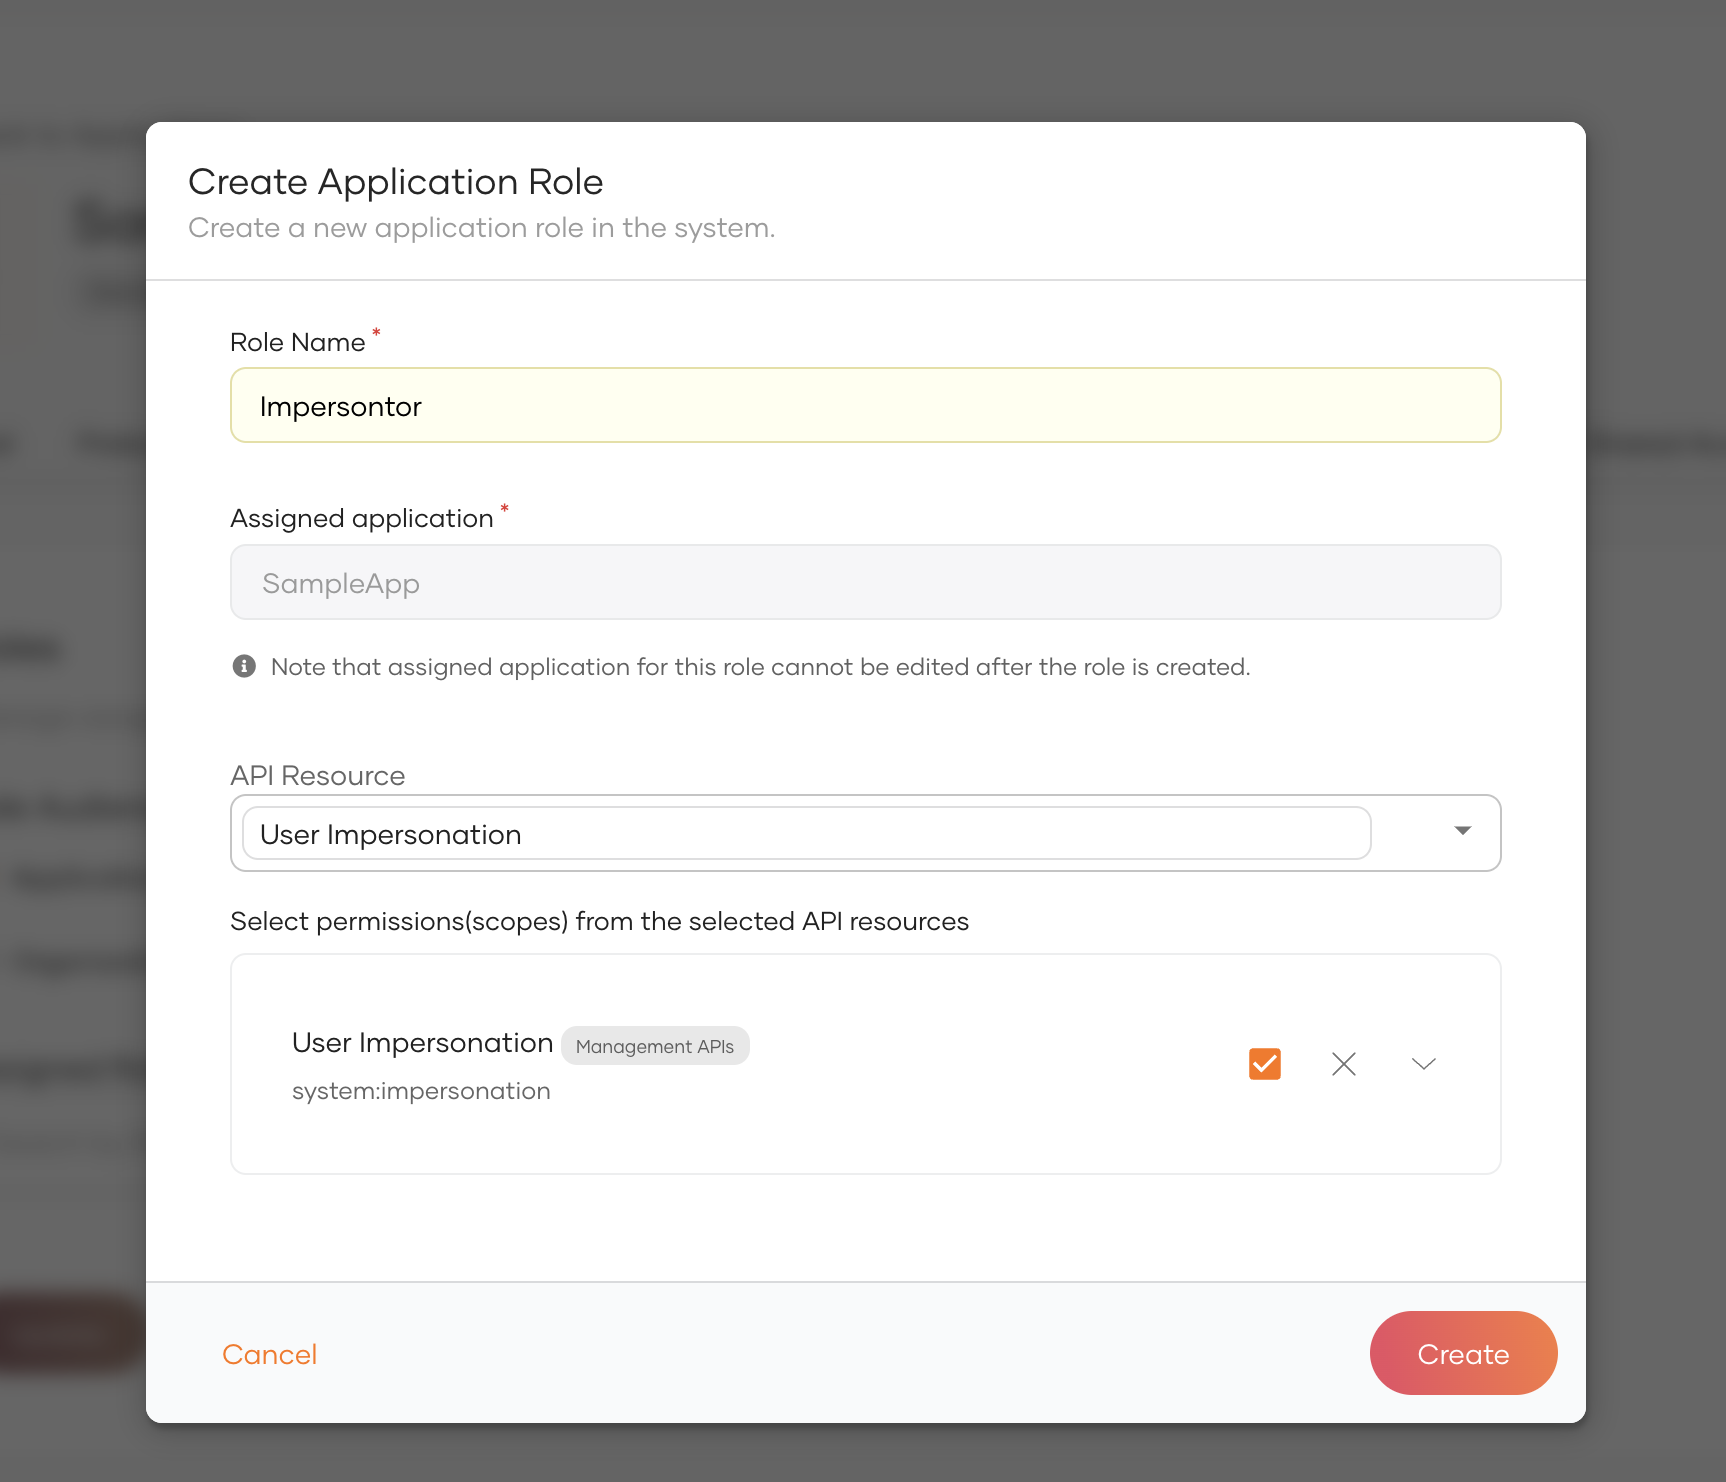 Create Application Role
Create a new application role in the system.
Role Name *
Impersontor
Assigned application *
SampleApp
Note that assigned application for this role cannot be edited after the role is created.
API Resource
User Impersonation
Select permissions(scopes) from the selected API resources
User Impersonation Management APIs
system:impersonation
Cancel
Create